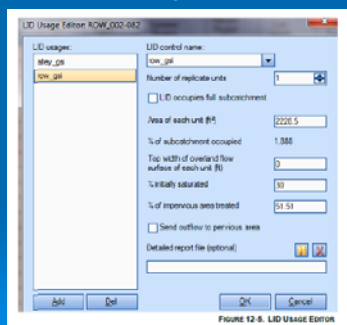 LID Usage Editor: ROW_002-082
LID usages:
alley_gsi
row_gsi
LID control name:
row_gsi
Number of replicate units
1
LID occupies full subcatchment
Area of each unit (ft²)
2226.5
% of subcatchment occupied
1.888
Top width of overland flow
surface of each unit (ft)
0
% initially saturated
30
% of impervious area treated
51.51
Send outflow to pervious area
Detailed report file (optional)
Add
Del
OK
Cancel
FIGURE 12-5. LID USAGE EDITOR